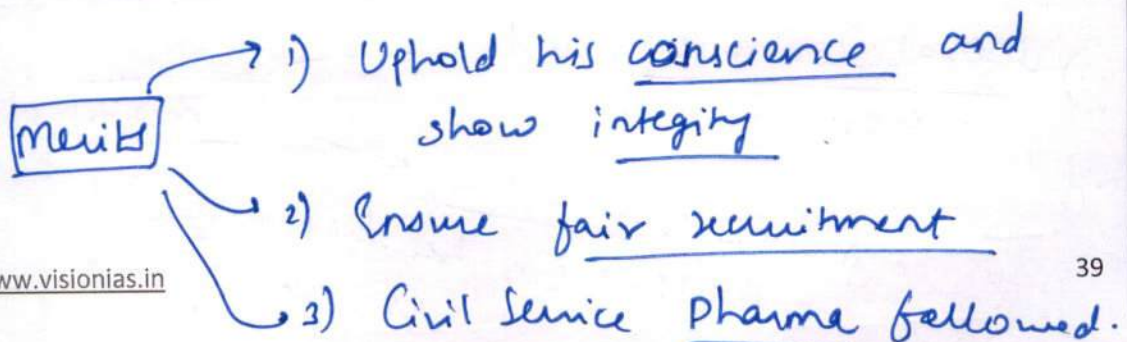 1) Uphold his conscience and
show integity
Merits
2) Ensure fair recruitment
ww.visionias.in
39
3) Civil Service Dharma followed.